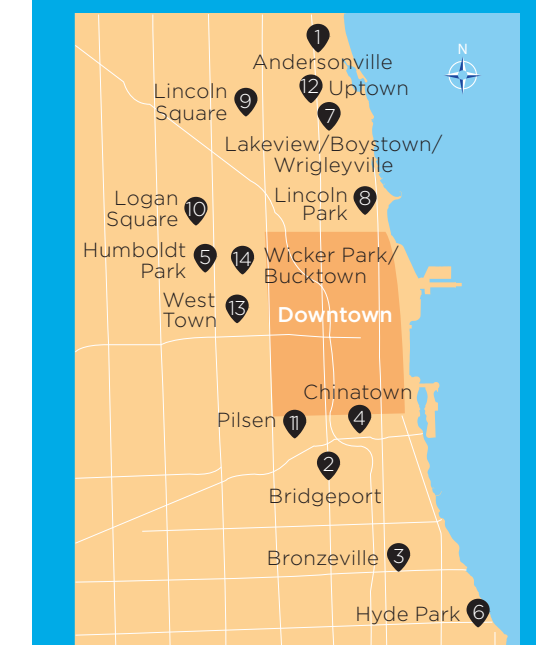 1
Andersonville
N
12 Uptown
Lincoln
Square
9
7
Lakeview/Boystown/
Wrigleyville
Logan
Square
10
Lincoln
Park
8
Humboldt
Park
5
14
Wicker Park/
Bucktown
West
Town
13
Downtown
Chinatown
4
Pilsen 11
2
Bridgeport
Bronzeville 3
Hyde Park 6